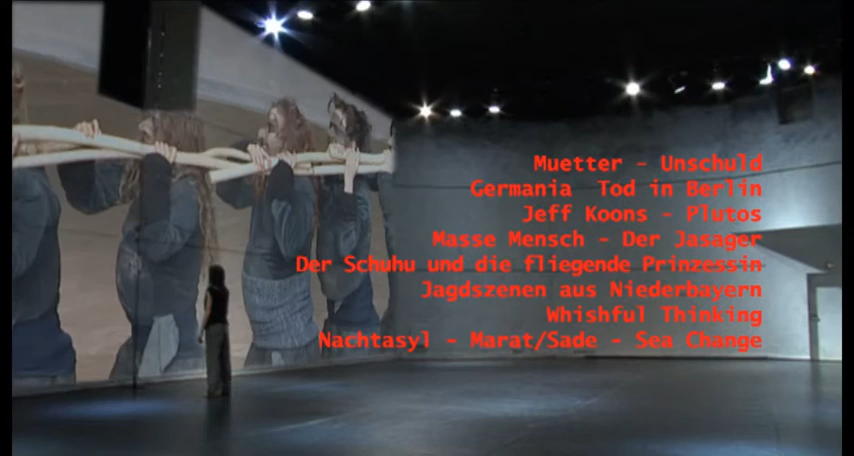 Muetter - Unschuld
Germania Tod in Berlin
Jeff Koons - Plutos
Masse Mensch - Der Jasager
Der Schuhu und die fliegende Prinzessin
Jagdszenen aus Niederbayern
Whishful Thinking
Nachtasyl - Marat/Sade - Sea Change